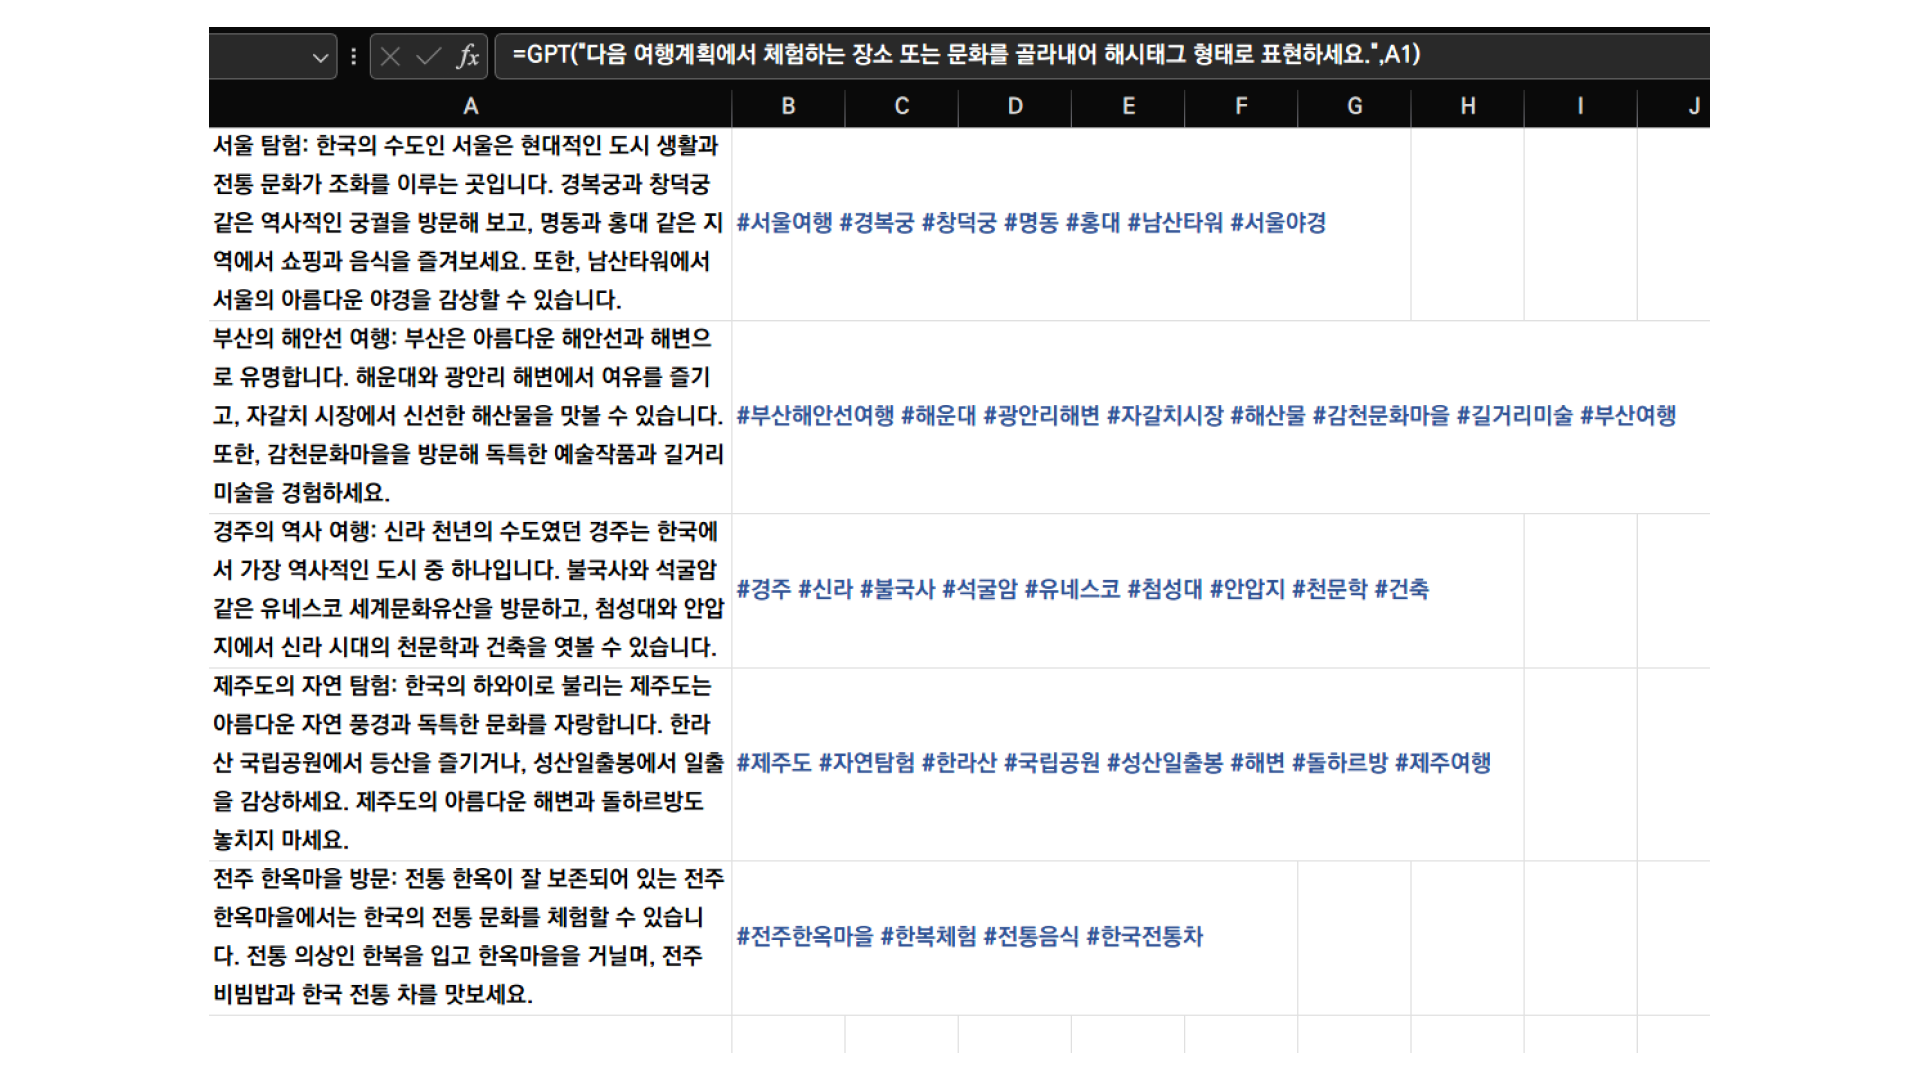 =GPT("다음 여행계획에서 체험하는 장소 또는 문화를 골라내어 해시태그 형태로 표현하세요.",A1)
A B C D E F G H I J
서울 탐험: 한국의 수도인 서울은 현대적인 도시 생활과
전통 문화가 조화를 이루는 곳입니다. 경복궁과 창덕궁
같은 역사적인 궁궐을 방문해 보고, 명동과 홍대 같은 지
역에서 쇼핑과 음식을 즐겨보세요. 또한, 남산타워에서
서울의 아름다운 야경을 감상할 수 있습니다.
#서울여행 #경복궁 #창덕궁 #명동 #홍대 #남산타워 #서울야경
부산의 해안선 여행: 부산은 아름다운 해안선과 해변으
로 유명합니다. 해운대와 광안리 해변에서 여유를 즐기
고, 자갈치 시장에서 신선한 해산물을 맛볼 수 있습니다.
또한, 감천문화마을을 방문해 독특한 예술작품과 길거리
미술을 경험하세요.
#부산해안선여행 #해운대 #광안리해변 #자갈치시장 #해산물 #감천문화마을 #길거리미술 #부산여행
경주의 역사 여행: 신라 천년의 수도였던 경주는 한국에
서 가장 역사적인 도시 중 하나입니다. 불국사와 석굴암
같은 유네스코 세계문화유산을 방문하고, 첨성대와 안압
지에서 신라 시대의 천문학과 건축을 엿볼 수 있습니다.
#경주 #신라 #불국사 #석굴암 #유네스코 #첨성대 #안압지 #천문학 #건축
제주도의 자연 탐험: 한국의 하와이로 불리는 제주도는
아름다운 자연 풍경과 독특한 문화를 자랑합니다. 한라
산 국립공원에서 등산을 즐기거나, 성산일출봉에서 일출
을 감상하세요. 제주도의 아름다운 해변과 돌하르방도
놓치지 마세요.
#제주도 #자연탐험 #한라산 #국립공원 #성산일출봉 #해변 #돌하르방 #제주여행
전주 한옥마을 방문: 전통 한옥이 잘 보존되어 있는 전주
한옥마을에서는 한국의 전통 문화를 체험할 수 있습니
다. 전통 의상인 한복을 입고 한옥마을을 거닐며, 전주
비빔밥과 한국 전통 차를 맛보세요.
#전주한옥마을 #한복체험 #전통음식 #한국전통차